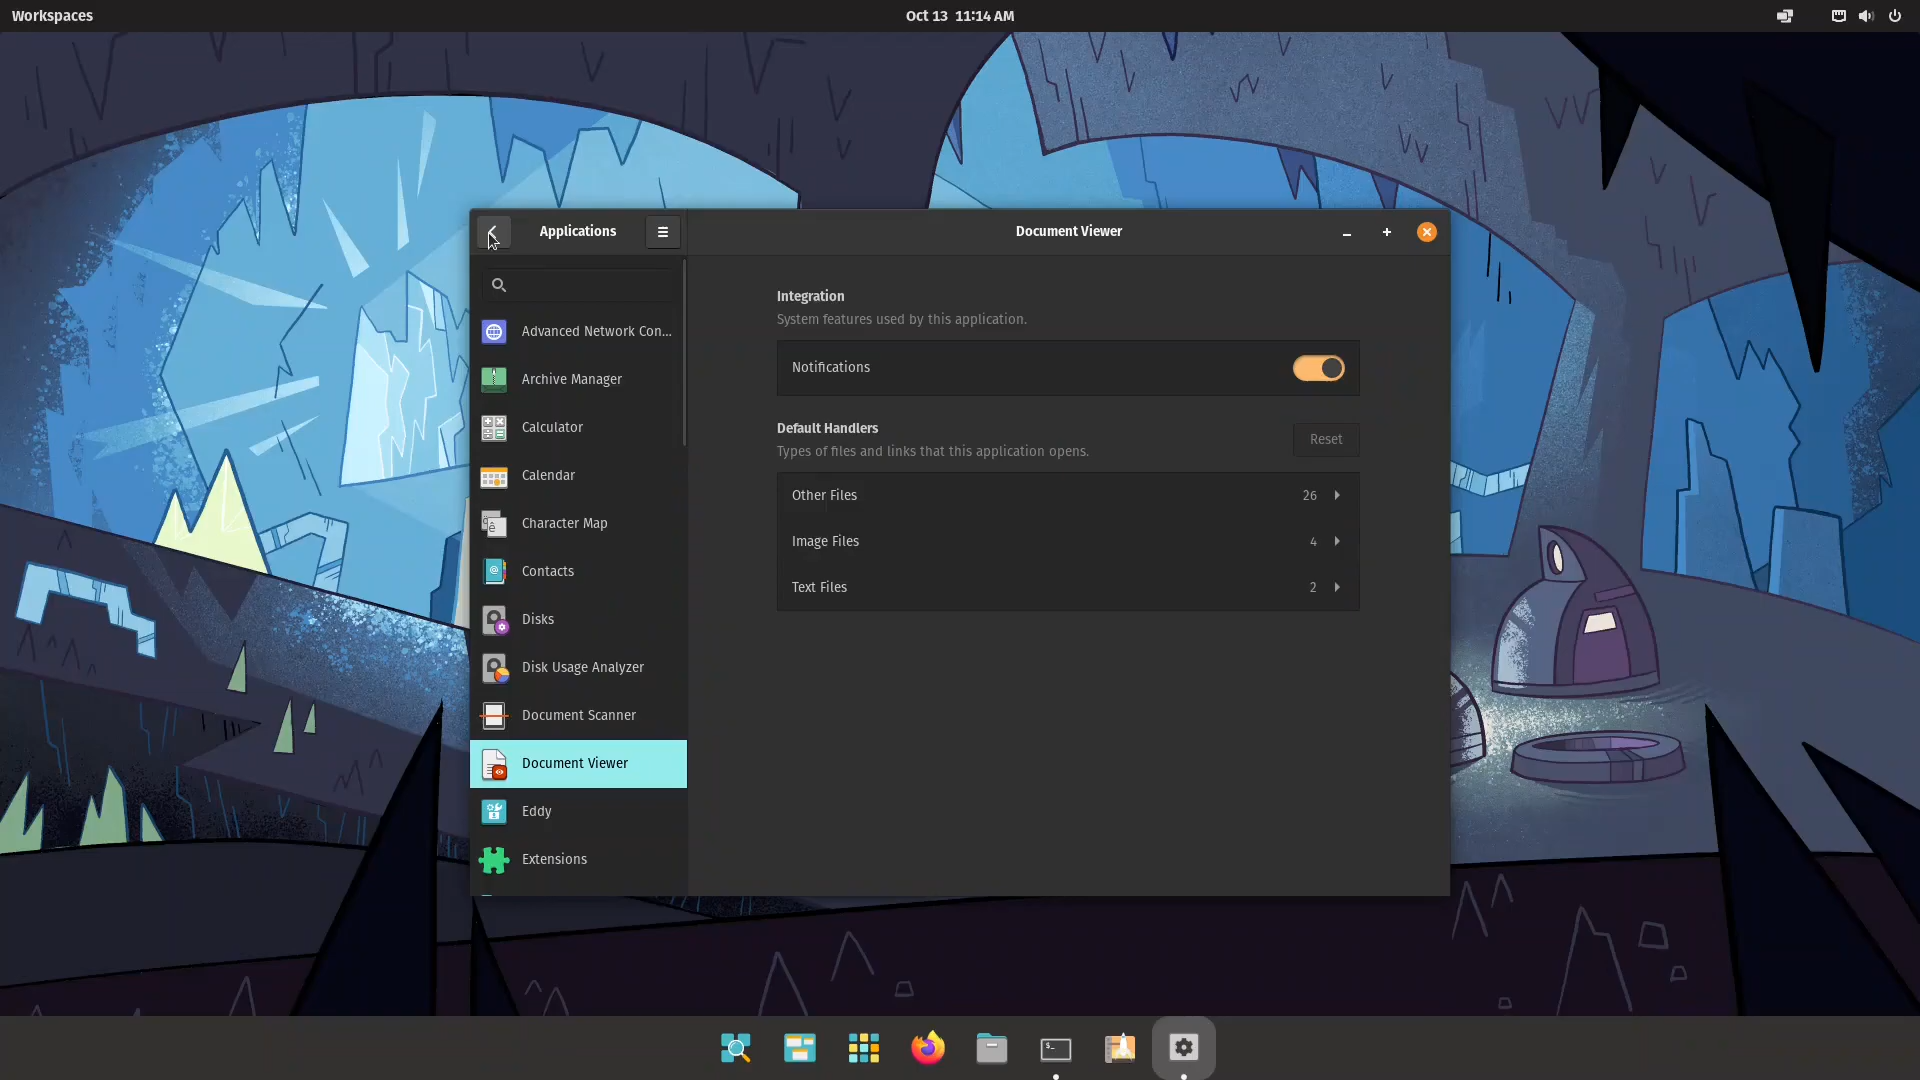 Workspaces
Oct 13 11:14 AM
Applications
Document Viewer
Advanced Network Con...
Archive Manager
Calculator
Calendar
Character Map
Contacts
Disks
Disk Usage Analyzer
Document Scanner
Document Viewer
Eddy
Extensions
Integration
System features used by this application.
Notifications
Default Handlers
Types of files and links that this application opens.
Reset
Other Files 26
Image Files 4
Text Files 2